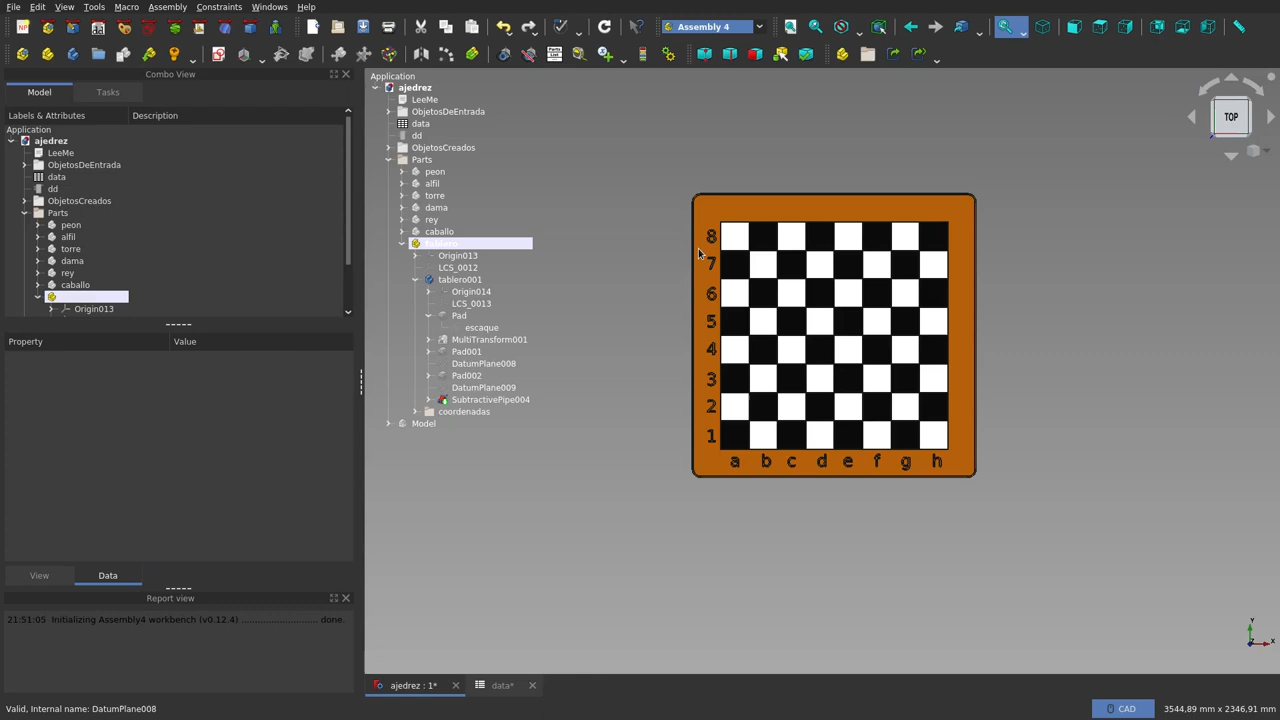 File Edit View Tools Macro Assembly Constraints Windows Help
Assembly 4
Combo View
Model Tasks
Labels & Attributes Description
Application
ajedrez
LeeMe
ObjetosDeEntrada
data
dd
ObjetosCreados
Parts
peon
alfil
torre
dama
rey
caballo
Origin013
Property Value
View Data
Report view
21:51:05 Initializing Assembly4 workbench (v0.12.4) ............................ done.
Application
ajedrez
LeeMe
ObjetosDeEntrada
data
dd
ObjetosCreados
Parts
peon
alfil
torre
dama
rey
caballo
tablero
Origin013
LCS_0012
tablero001
Origin014
LCS_0013
Pad
escaque
MultiTransform001
Pad001
DatumPlane008
Pad002
DatumPlane009
SubtractivePipe004
coordenadas
Model
8
7
6
5
4
3
2
1
a b c d e f g h
TOP
Y
Z X
ajedrez : 1* data*
Valid, Internal name: DatumPlane008 CAD 3544,89 mm x 2346,91 mm